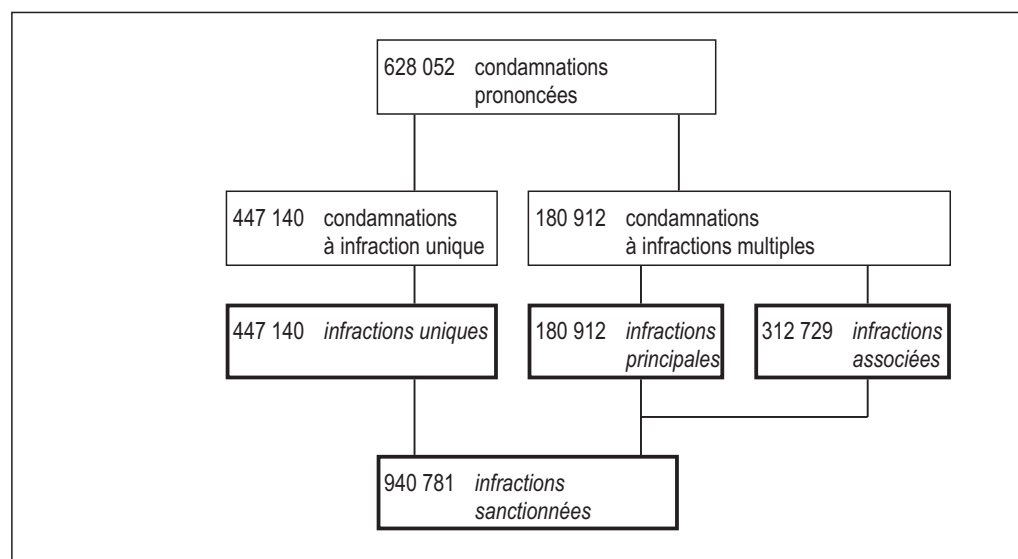 628 052 condamnations
prononcées
447 140 condamnations
à infraction unique
180 912 condamnations
à infractions multiples
447 140 infractions uniques
180 912 infractions
principales
312 729 infractions
associées
940 781 infractions
sanctionnées